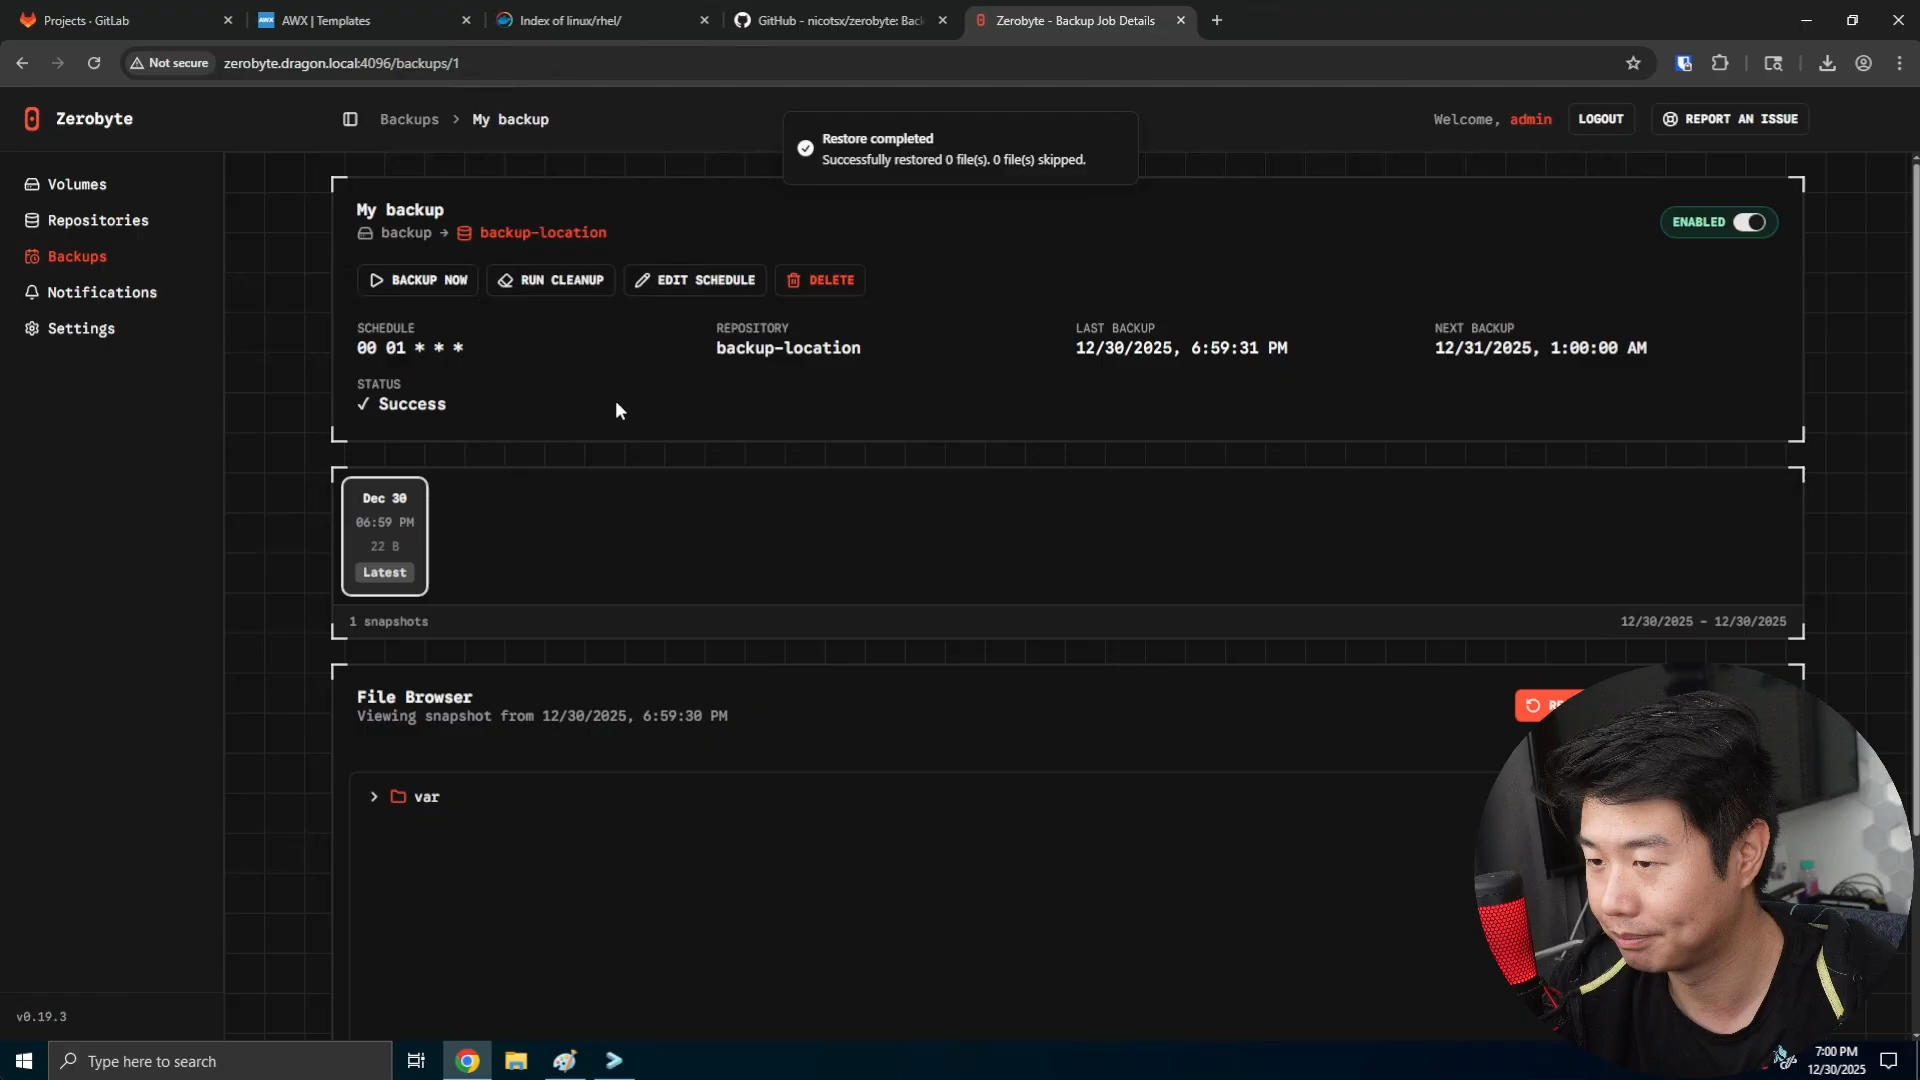 Projects · GitLab
AWX | Templates
Index of linux/rhel/
GitHub - nicotsx/zerobyte: Bac
Zerobyte - Backup Job Details
Not secure
zerobyte.dragon.local:4096/backups/1
Zerobyte
Backups > My backup
Welcome, admin
LOGOUT
REPORT AN ISSUE
Restore completed
Successfully restored 0 file(s). 0 file(s) skipped.
Volumes
Repositories
Backups
Notifications
Settings
My backup
backup → backup-location
ENABLED
BACKUP NOW
RUN CLEANUP
EDIT SCHEDULE
DELETE
SCHEDULE
00 01 * * *
REPOSITORY
backup-location
LAST BACKUP
12/30/2025, 6:59:31 PM
NEXT BACKUP
12/31/2025, 1:00:00 AM
STATUS
✓ Success
Dec 30
06:59 PM
22 B
Latest
1 snapshots
12/30/2025 - 12/30/2025
File Browser
Viewing snapshot from 12/30/2025, 6:59:30 PM
var
v0.19.3
AWX
Type here to search
7:00 PM
12/30/2025